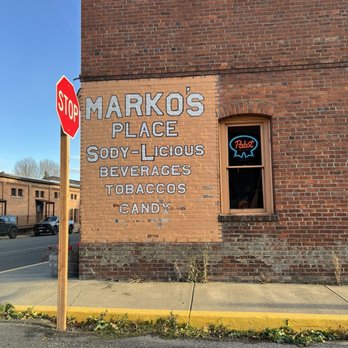 STOP
MARKO'S
PLACE
SODY-LICIOUS
BEVERAGES
TOBACCOS
CANDY
Pabst